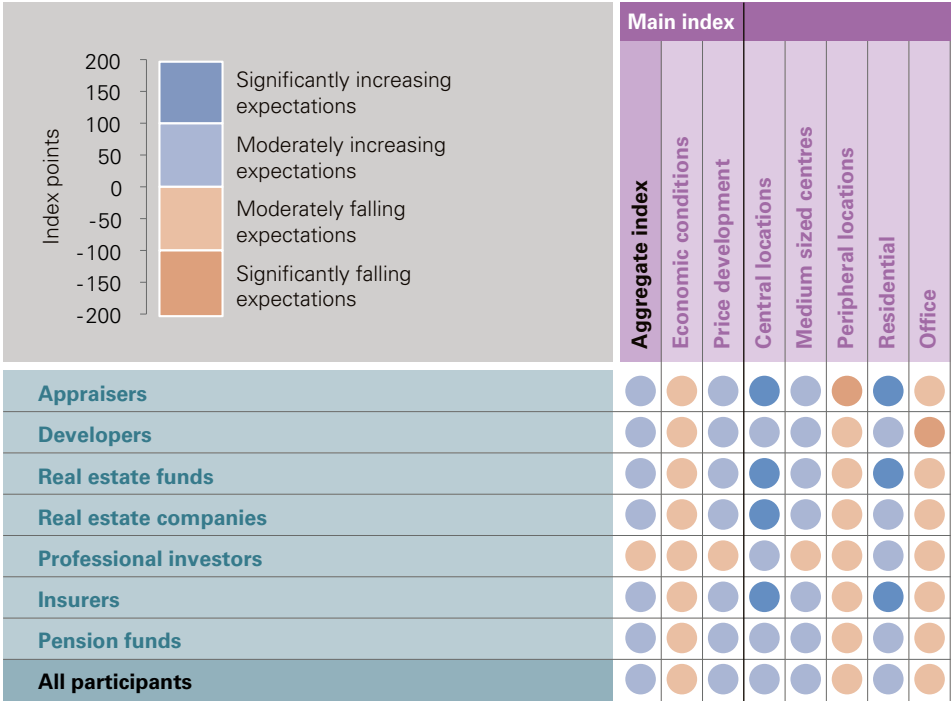 Main index
200
150
100
50
0
-50
-100
-150
-200
Index points
Significantly increasing
expectations
Moderately increasing
expectations
Moderately falling
expectations
Significantly falling
expectations
Aggregate index
Economic conditions
Price development
Central locations
Medium sized centres
Peripheral locations
Residential
Office
Appraisers
Developers
Real estate funds
Real estate companies
Professional investors
Insurers
Pension funds
All participants